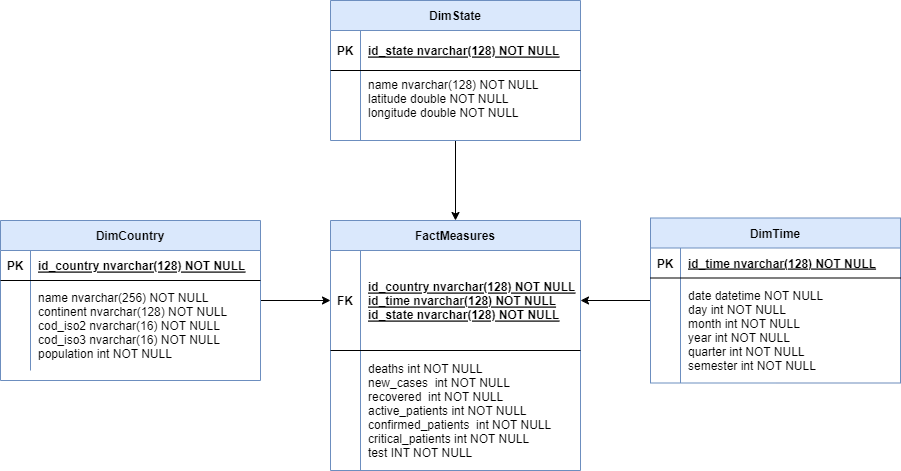 DimState
PK id_state nvarchar(128) NOT NULL
name nvarchar(128) NOT NULL
latitude double NOT NULL
longitude double NOT NULL
DimCountry
PK id_country nvarchar(128) NOT NULL
name nvarchar(256) NOT NULL
continent nvarchar(128) NOT NULL
cod_iso2 nvarchar(16) NOT NULL
cod_iso3 nvarchar(16) NOT NULL
population int NOT NULL
FactMeasures
FK
id_country nvarchar(128) NOT NULL
id_time nvarchar(128) NOT NULL
id_state nvarchar(128) NOT NULL
deaths int NOT NULL
new_cases  int NOT NULL
recovered  int NOT NULL
active_patients int NOT NULL
confirmed_patients  int NOT NULL
critical_patients int NOT NULL
test INT NOT NULL
DimTime
PK id_time nvarchar(128) NOT NULL
date datetime NOT NULL
day int NOT NULL
month int NOT NULL
year int NOT NULL
quarter int NOT NULL
semester int NOT NULL